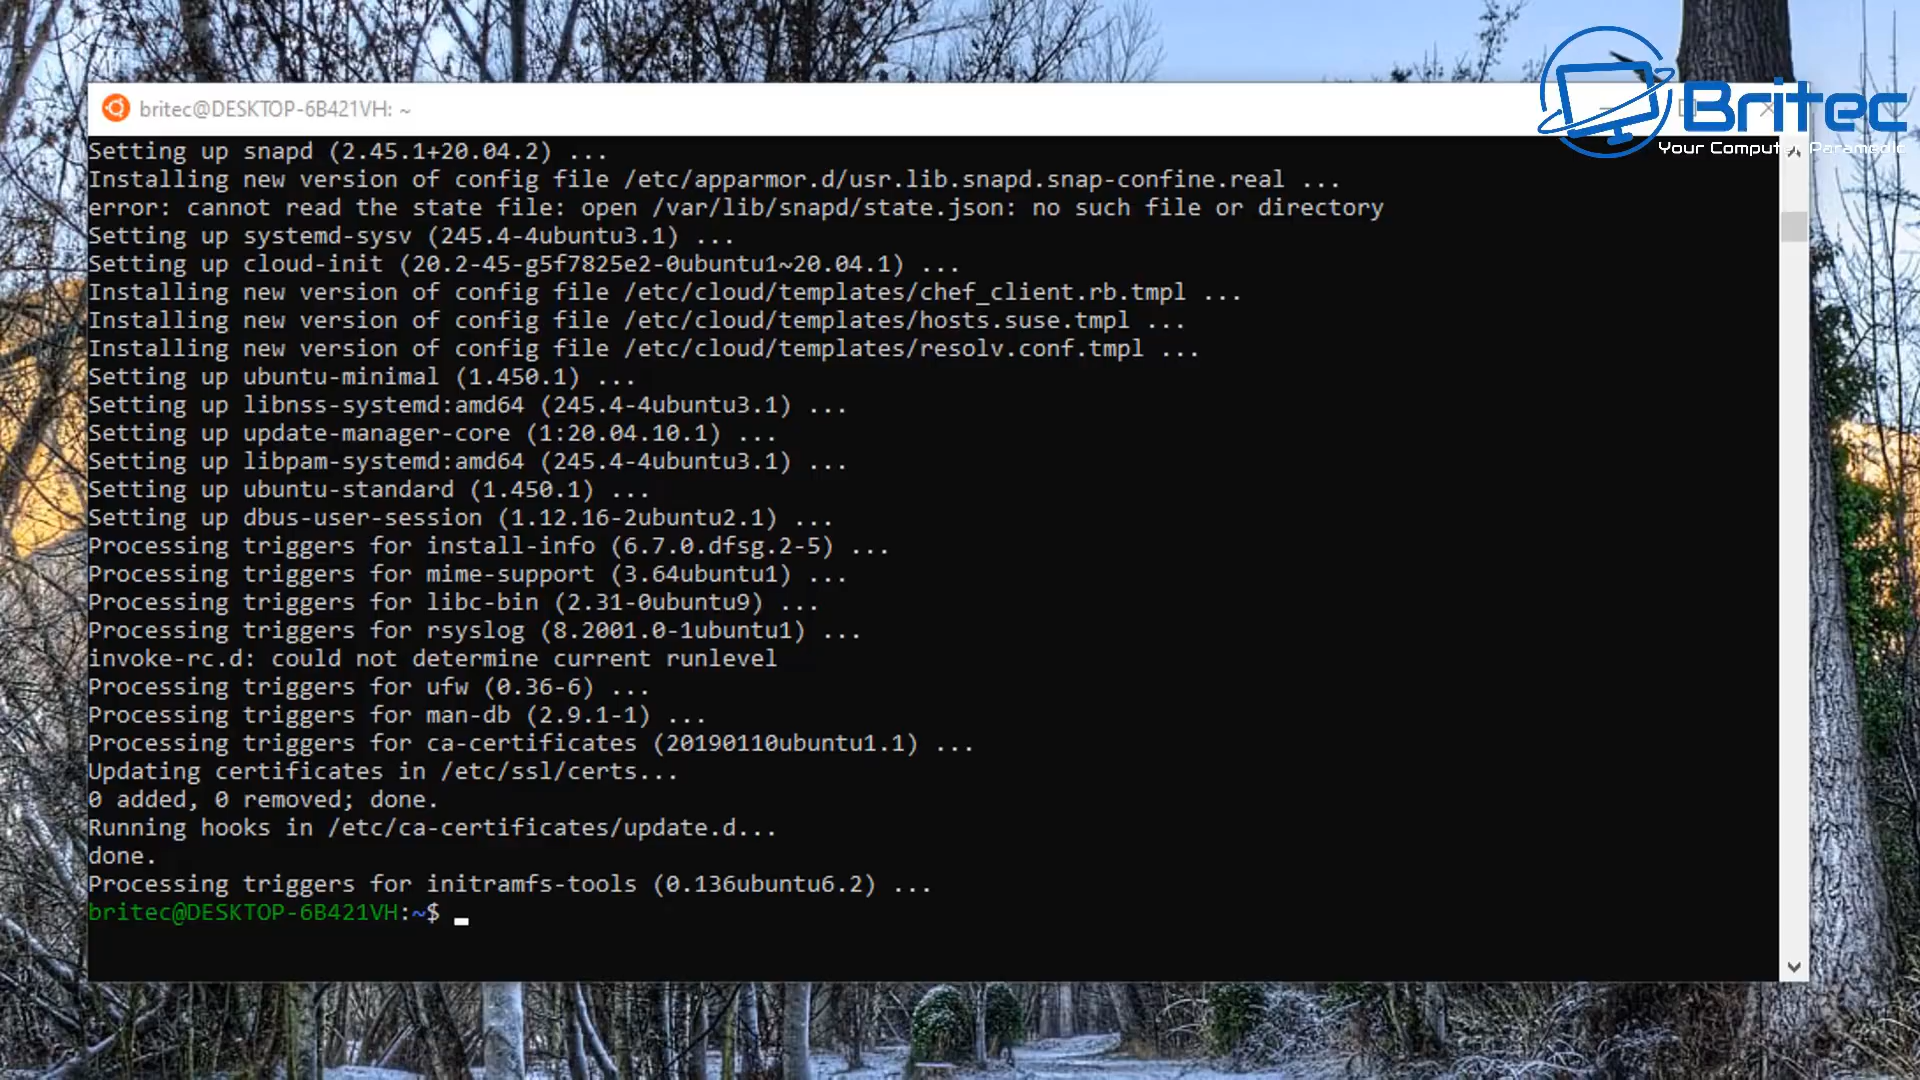 britec@DESKTOP-6B421VH: ~
Britec
Your Computer Paramedic
Setting up snapd (2.45.1+20.04.2) ...
Installing new version of config file /etc/apparmor.d/usr.lib.snapd.snap-confine.real ...
error: cannot read the state file: open /var/lib/snapd/state.json: no such file or directory
Setting up systemd-sysv (245.4-4ubuntu3.1) ...
Setting up cloud-init (20.2-45-g5f7825e2-0ubuntu1~20.04.1) ...
Installing new version of config file /etc/cloud/templates/chef_client.rb.tmpl ...
Installing new version of config file /etc/cloud/templates/hosts.suse.tmpl ...
Installing new version of config file /etc/cloud/templates/resolv.conf.tmpl ...
Setting up ubuntu-minimal (1.450.1) ...
Setting up libnss-systemd:amd64 (245.4-4ubuntu3.1) ...
Setting up update-manager-core (1:20.04.10.1) ...
Setting up libpam-systemd:amd64 (245.4-4ubuntu3.1) ...
Setting up ubuntu-standard (1.450.1) ...
Setting up dbus-user-session (1.12.16-2ubuntu2.1) ...
Processing triggers for install-info (6.7.0.dfsg.2-5) ...
Processing triggers for mime-support (3.64ubuntu1) ...
Processing triggers for libc-bin (2.31-0ubuntu9) ...
Processing triggers for rsyslog (8.2001.0-1ubuntu1) ...
invoke-rc.d: could not determine current runlevel
Processing triggers for ufw (0.36-6) ...
Processing triggers for man-db (2.9.1-1) ...
Processing triggers for ca-certificates (20190110ubuntu1.1) ...
Updating certificates in /etc/ssl/certs...
0 added, 0 removed; done.
Running hooks in /etc/ca-certificates/update.d...
done.
Processing triggers for initramfs-tools (0.136ubuntu6.2) ...
britec@DESKTOP-6B421VH:~$ _